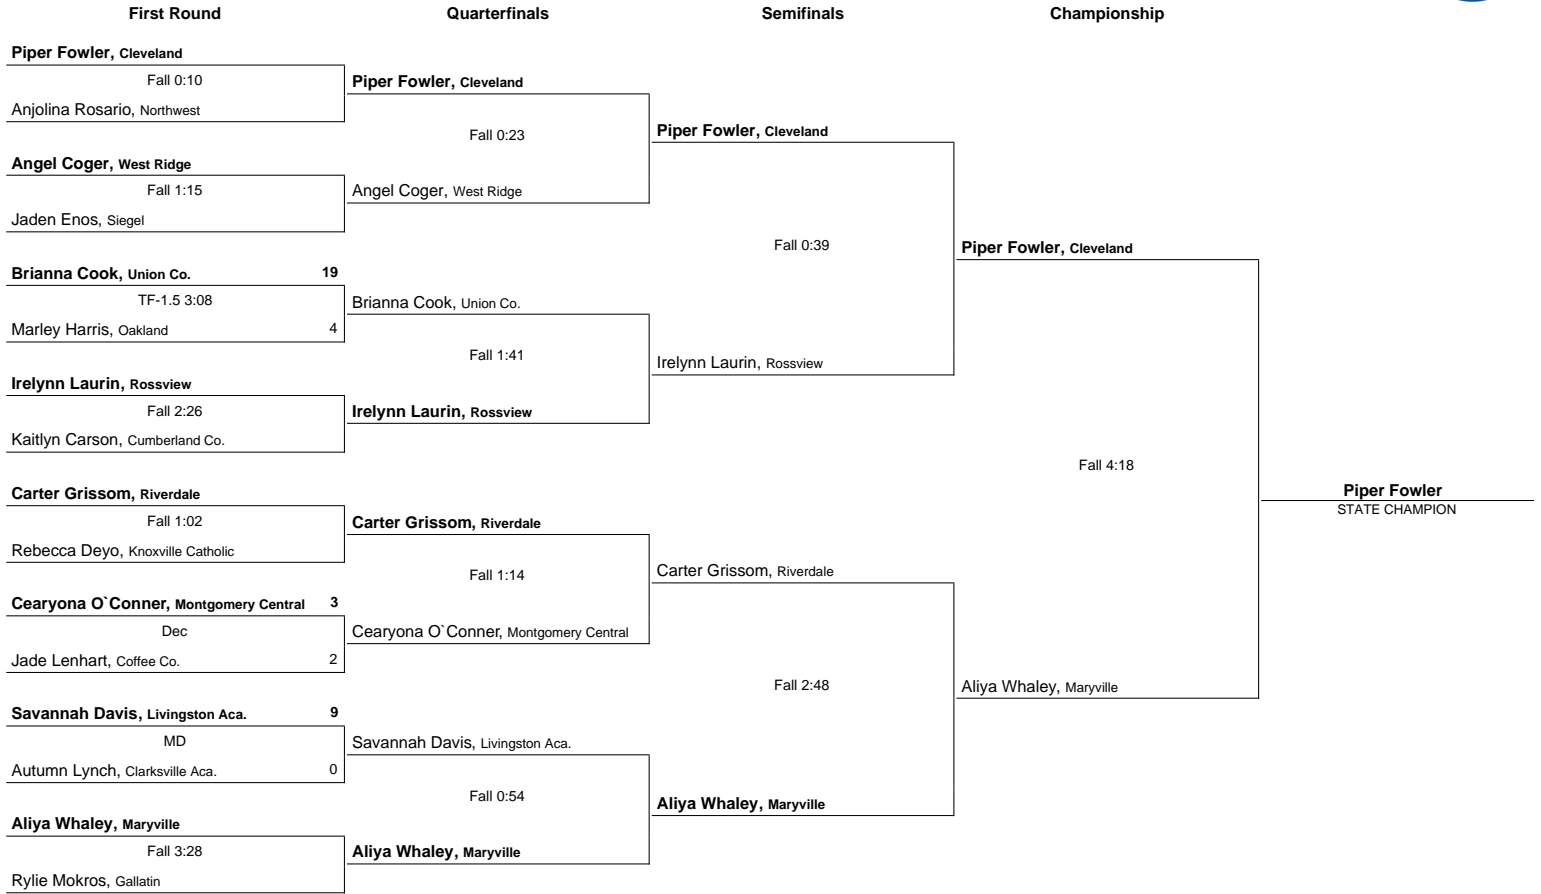 First Round
Quarterfinals
Semifinals
Championship
Piper Fowler, Cleveland
Fall 0:10
Anjolina Rosario, Northwest
Angel Coger, West Ridge
Fall 1:15
Jaden Enos, Siegel
Brianna Cook, Union Co. 19
TF-1.5 3:08
Marley Harris, Oakland 4
Irelynn Laurin, Rossview
Fall 2:26
Kaitlyn Carson, Cumberland Co.
Carter Grissom, Riverdale
Fall 1:02
Rebecca Deyo, Knoxville Catholic
Cearyona O`Conner, Montgomery Central 3
Dec
Jade Lenhart, Coffee Co. 2
Savannah Davis, Livingston Aca. 9
MD
Autumn Lynch, Clarksville Aca. 0
Aliya Whaley, Maryville
Fall 3:28
Rylie Mokros, Gallatin
Piper Fowler, Cleveland
Fall 0:23
Angel Coger, West Ridge
Brianna Cook, Union Co.
Fall 1:41
Irelynn Laurin, Rossview
Carter Grissom, Riverdale
Fall 1:14
Cearyona O`Conner, Montgomery Central
Savannah Davis, Livingston Aca.
Fall 0:54
Aliya Whaley, Maryville
Piper Fowler, Cleveland
Fall 0:39
Irelynn Laurin, Rossview
Carter Grissom, Riverdale
Fall 2:48
Aliya Whaley, Maryville
Piper Fowler, Cleveland
Fall 4:18
Aliya Whaley, Maryville
Piper Fowler
STATE CHAMPION